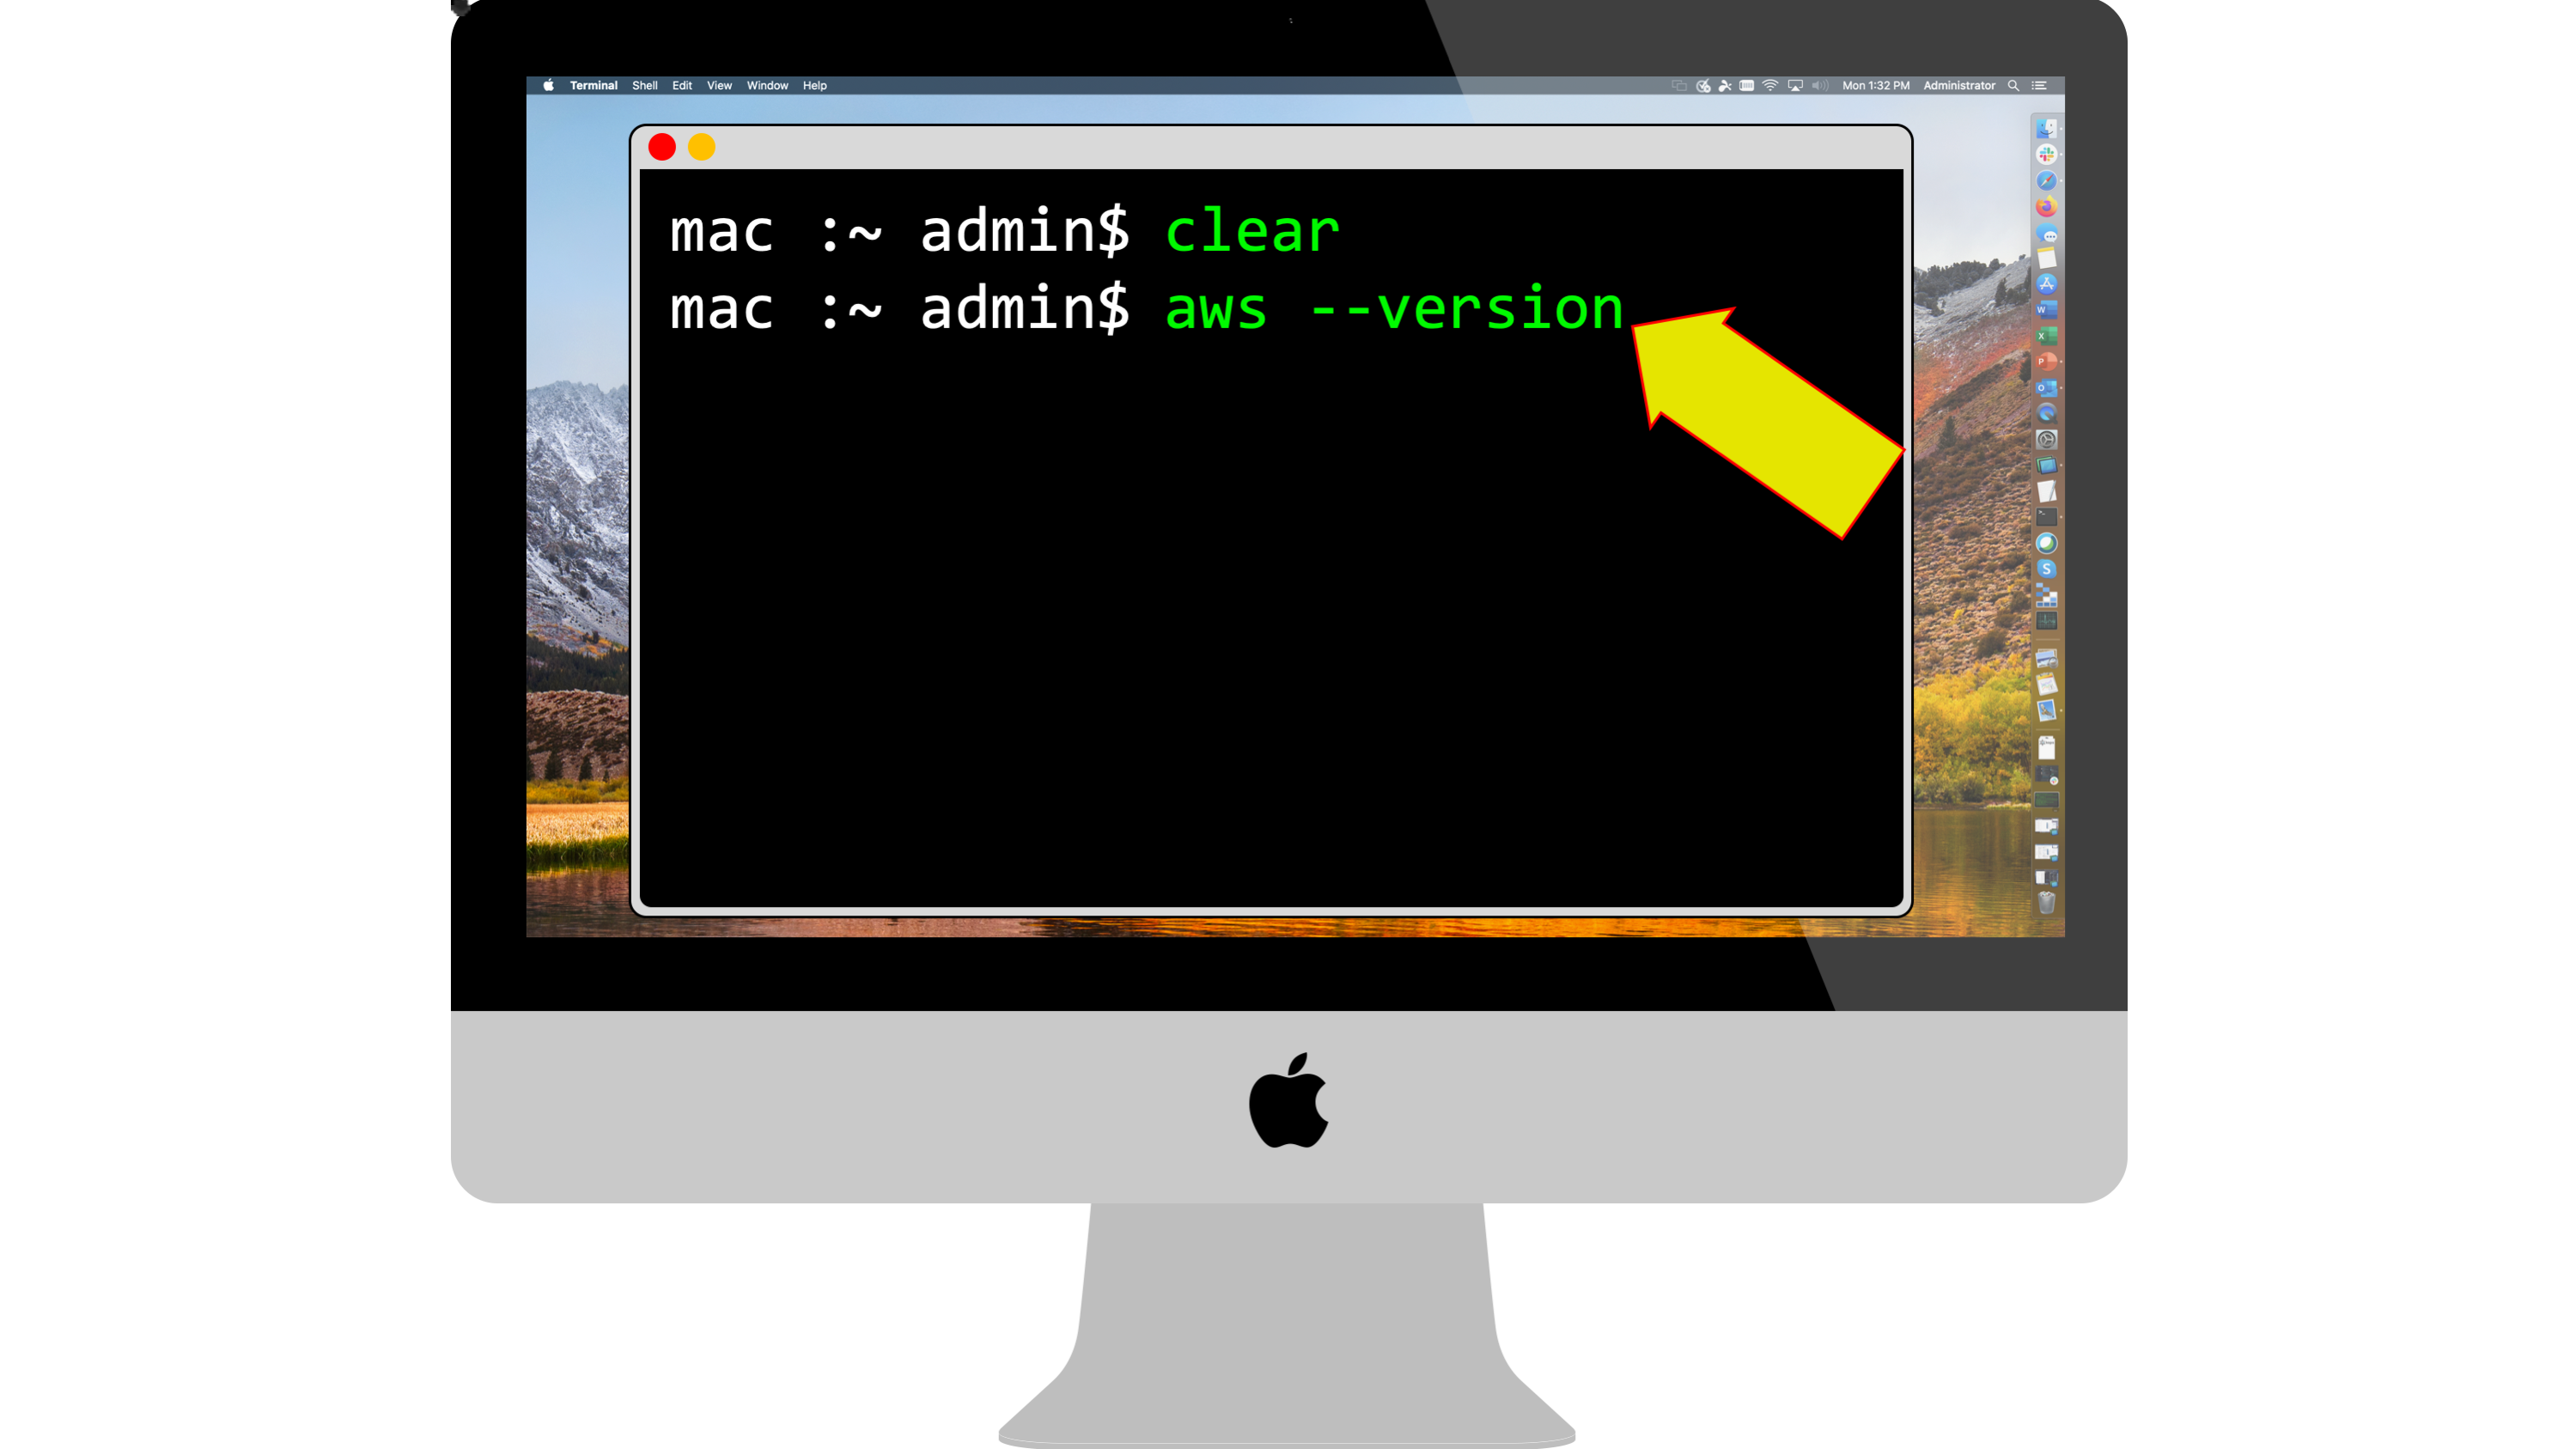 Terminal Shell Edit View Window Help Mon 1:32 PM Administrator
mac :~ admin$ clear
mac :~ admin$ aws --version